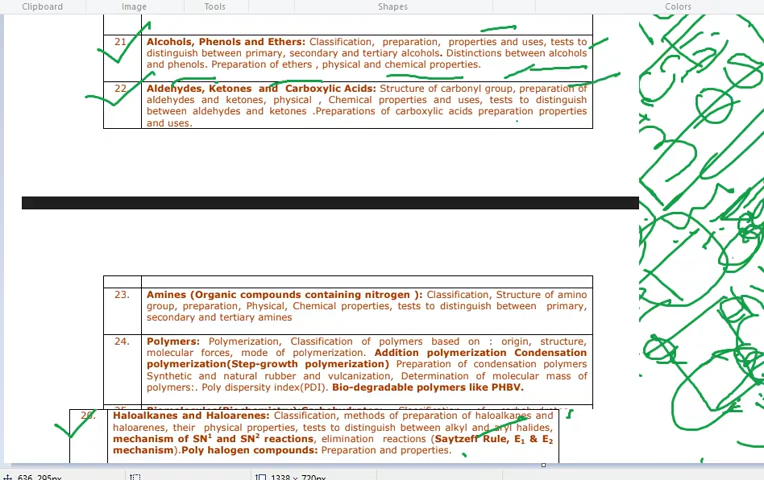 Clipboard Image Tools Shapes Colors
21. Alcohols, Phenols and Ethers: Classification, preparation, properties and uses, tests to
distinguish between primary, secondary and tertiary alcohols. Distinctions between alcohols
and phenols. Preparation of ethers , physical and chemical properties.
22. Aldehydes, Ketones and Carboxylic Acids: Structure of carbonyl group, preparation of
aldehydes and ketones, physical , Chemical properties and uses, tests to distinguish
between aldehydes and ketones .Preparations of carboxylic acids preparation properties
and uses.
23. Amines (Organic compounds containing nitrogen ): Classification, Structure of amino
group, preparation, Physical, Chemical properties, tests to distinguish between primary,
secondary and tertiary amines
24. Polymers: Polymerization, Classification of polymers based on : origin, structure,
molecular forces, mode of polymerization. Addition polymerization Condensation
polymerization(Step-growth polymerization) Preparation of condensation polymers
Synthetic and natural rubber and vulcanization, Determination of molecular mass of
polymers:. Poly dispersity index(PDI). Bio-degradable polymers like PHBV.
20. Haloalkanes and Haloarenes: Classification, methods of preparation of haloalkanes and
haloarenes, their physical properties, tests to distinguish between alkyl and aryl halides,
mechanism of SN¹ and SN² reactions, elimination reactions (Saytzeff Rule, E₁ & E₂
mechanism).Poly halogen compounds: Preparation and properties.
636, 295px 1338 × 720px